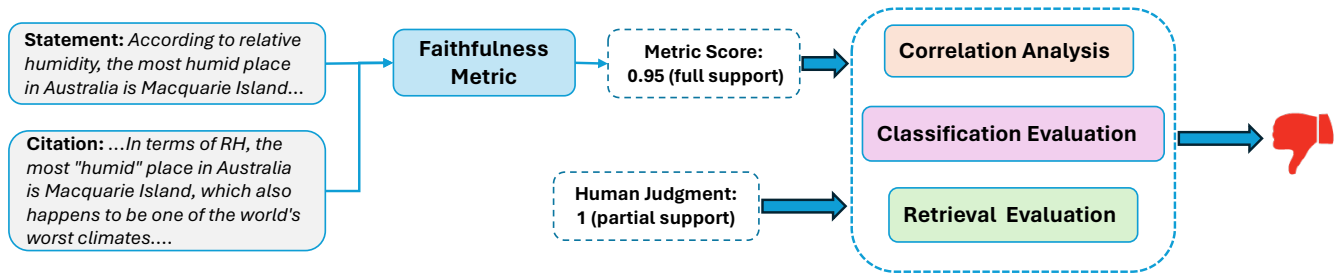 Statement: According to relative
humidity, the most humid place
in Australia is Macquarie Island...
Citation: ...In terms of RH, the
most "humid" place in Australia
is Macquarie Island, which also
happens to be one of the world's
worst climates....
Faithfulness
Metric
Metric Score:
0.95 (full support)
Human Judgment:
1 (partial support)
Correlation Analysis
Classification Evaluation
Retrieval Evaluation